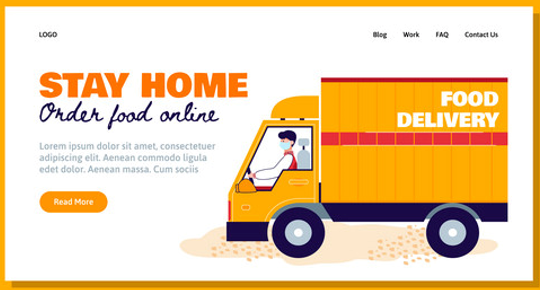 LOGO
Blog Work FAQ Contact Us
STAY HOME
Order food online
Lorem ipsum dolor sit amet, consectetuer
adipiscing elit. Aenean commodo ligula
eget dolor. Aenean massa. Cum sociis
Read More
FOOD
DELIVERY